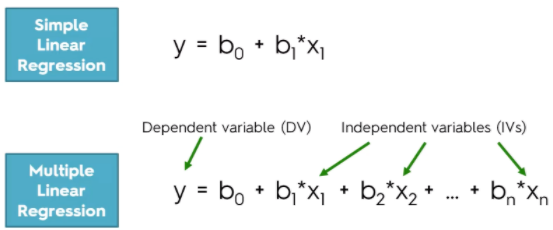 Simple
Linear
Regression
y = b₀ + b₁*x₁
Dependent variable (DV) Independent variables (IVs)
Multiple
Linear
Regression
y = b₀ + b₁*x₁ + b₂*x₂ + ... + bₙ*xₙ